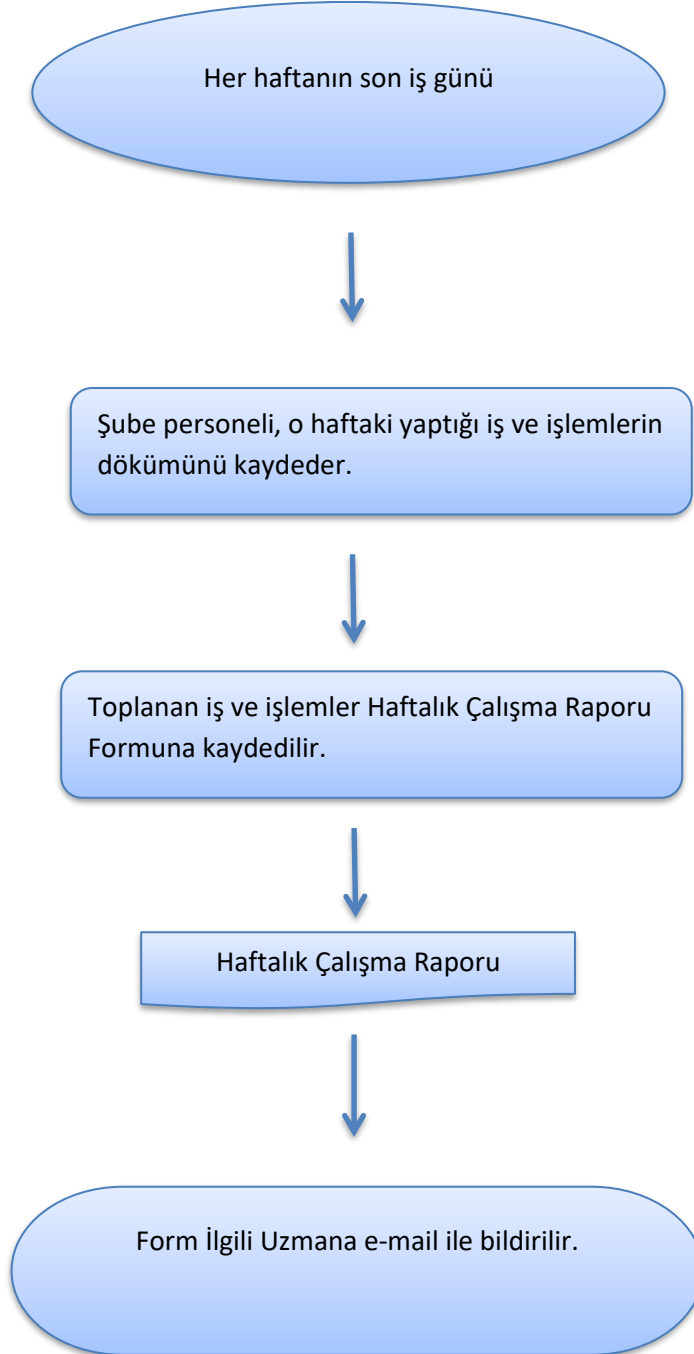 Her haftanın son iş günü
Şube personeli, o haftaki yaptığı iş ve işlemlerin
dökümünü kaydeder.
Toplanan iş ve işlemler Haftalık Çalışma Raporu
Formuna kaydedilir.
Haftalık Çalışma Raporu
Form İlgili Uzmana e-mail ile bildirilir.